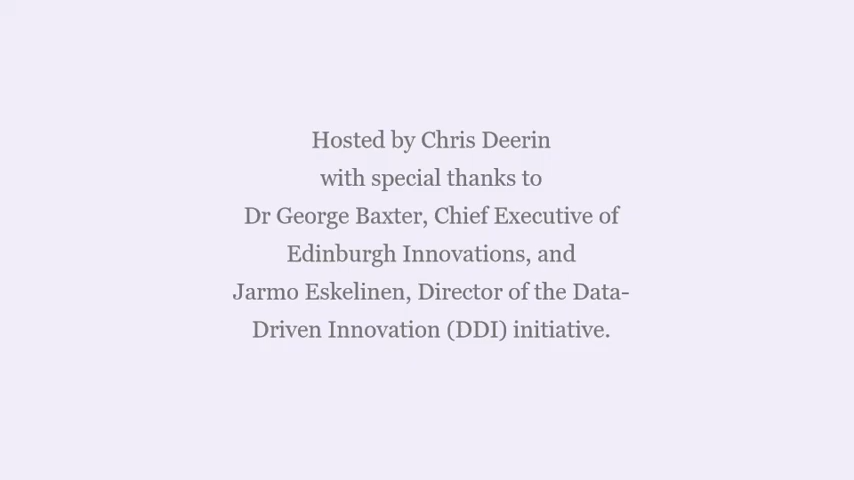 Hosted by Chris Deerin
with special thanks to
Dr George Baxter, Chief Executive of
Edinburgh Innovations, and
Jarmo Eskelinen, Director of the Data-
Driven Innovation (DDI) initiative.